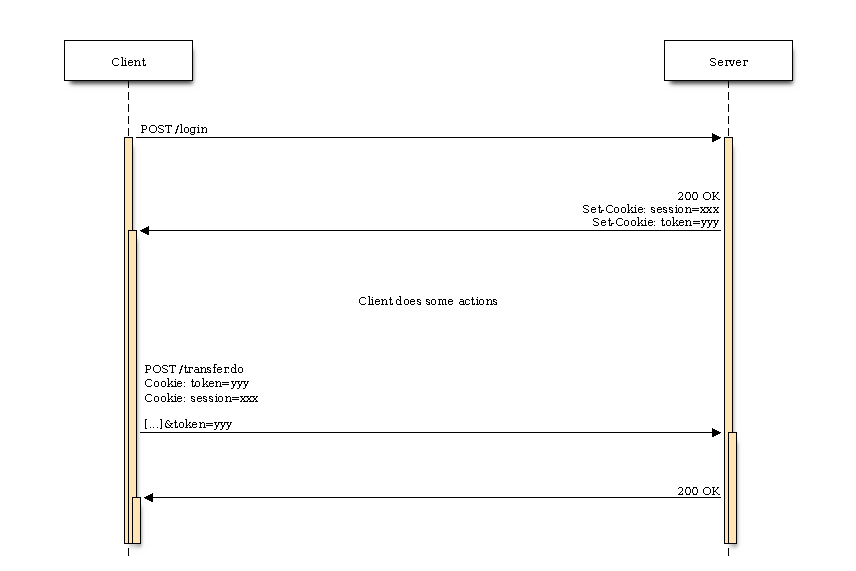 Client
Server
POST /login
200 OK
Set-Cookie: session=xxx
Set-Cookie: token=yyy
Client does some actions
POST /transfer.do
Cookie: token=yyy
Cookie: session=xxx
[...]&token=yyy
200 OK